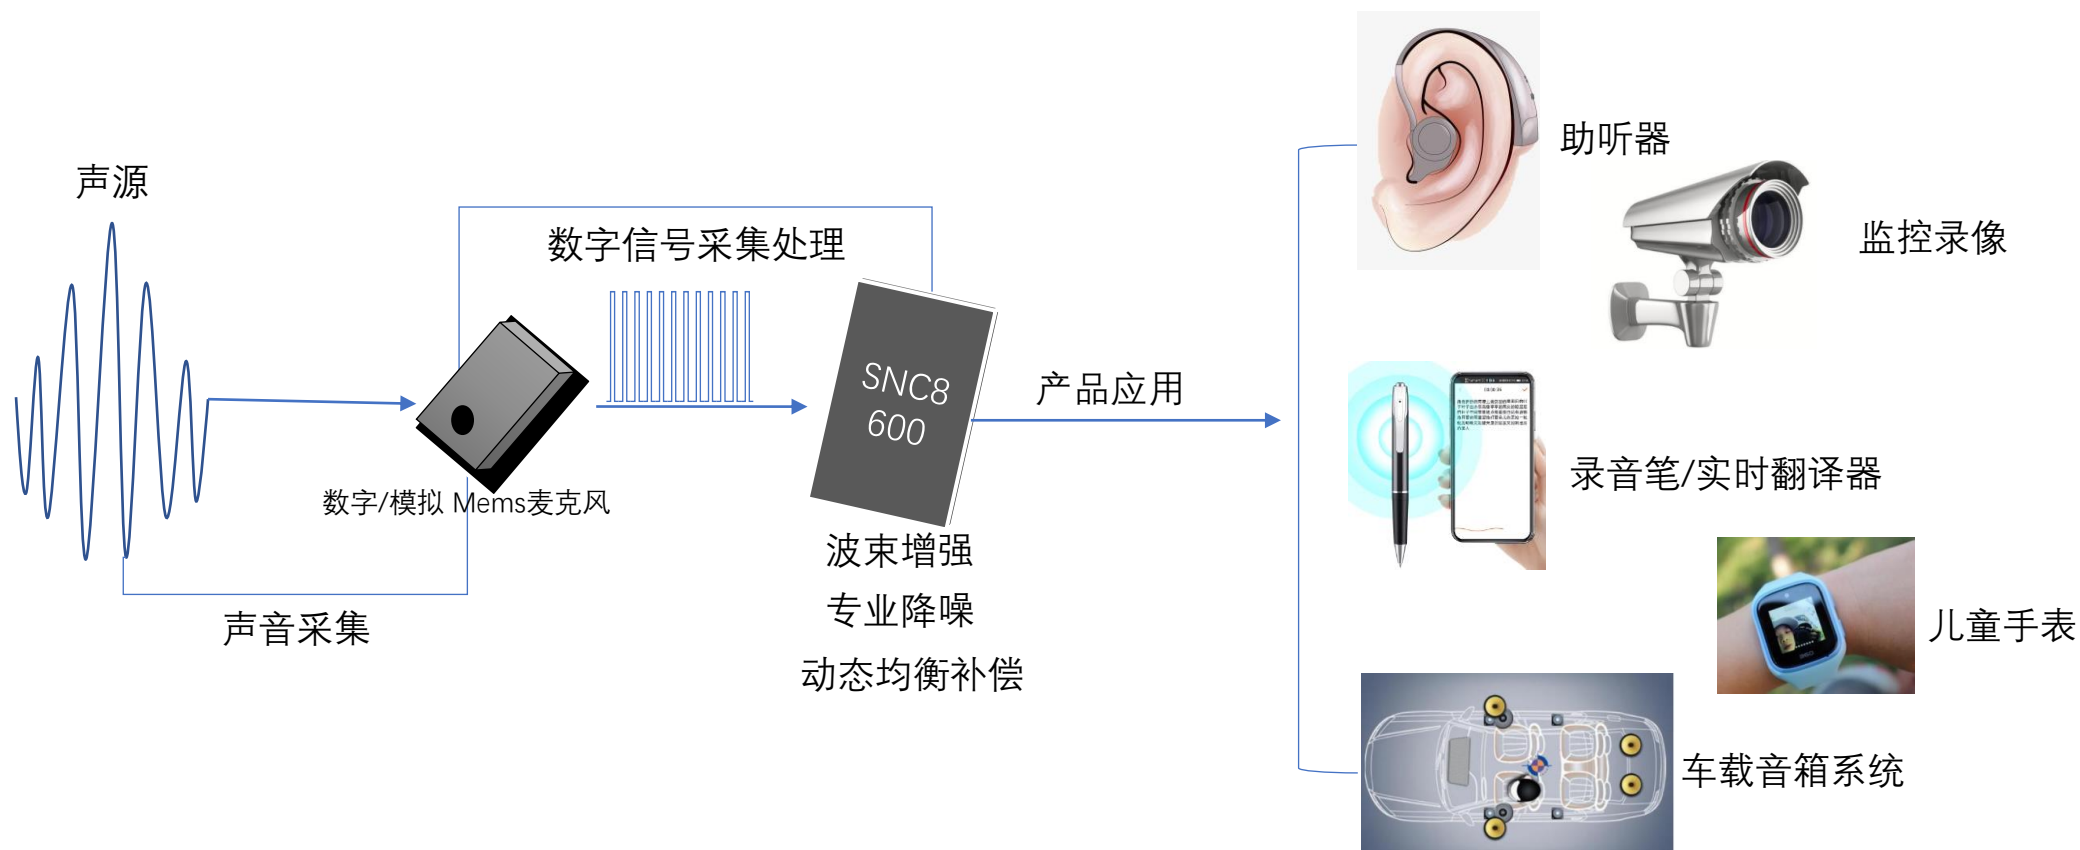 声源
数字信号采集处理
数字/模拟 Mems麦克风
声音采集
SNC8
600
波束增强
专业降噪
动态均衡补偿
产品应用
助听器
监控录像
录音笔/实时翻译器
儿童手表
车载音箱系统